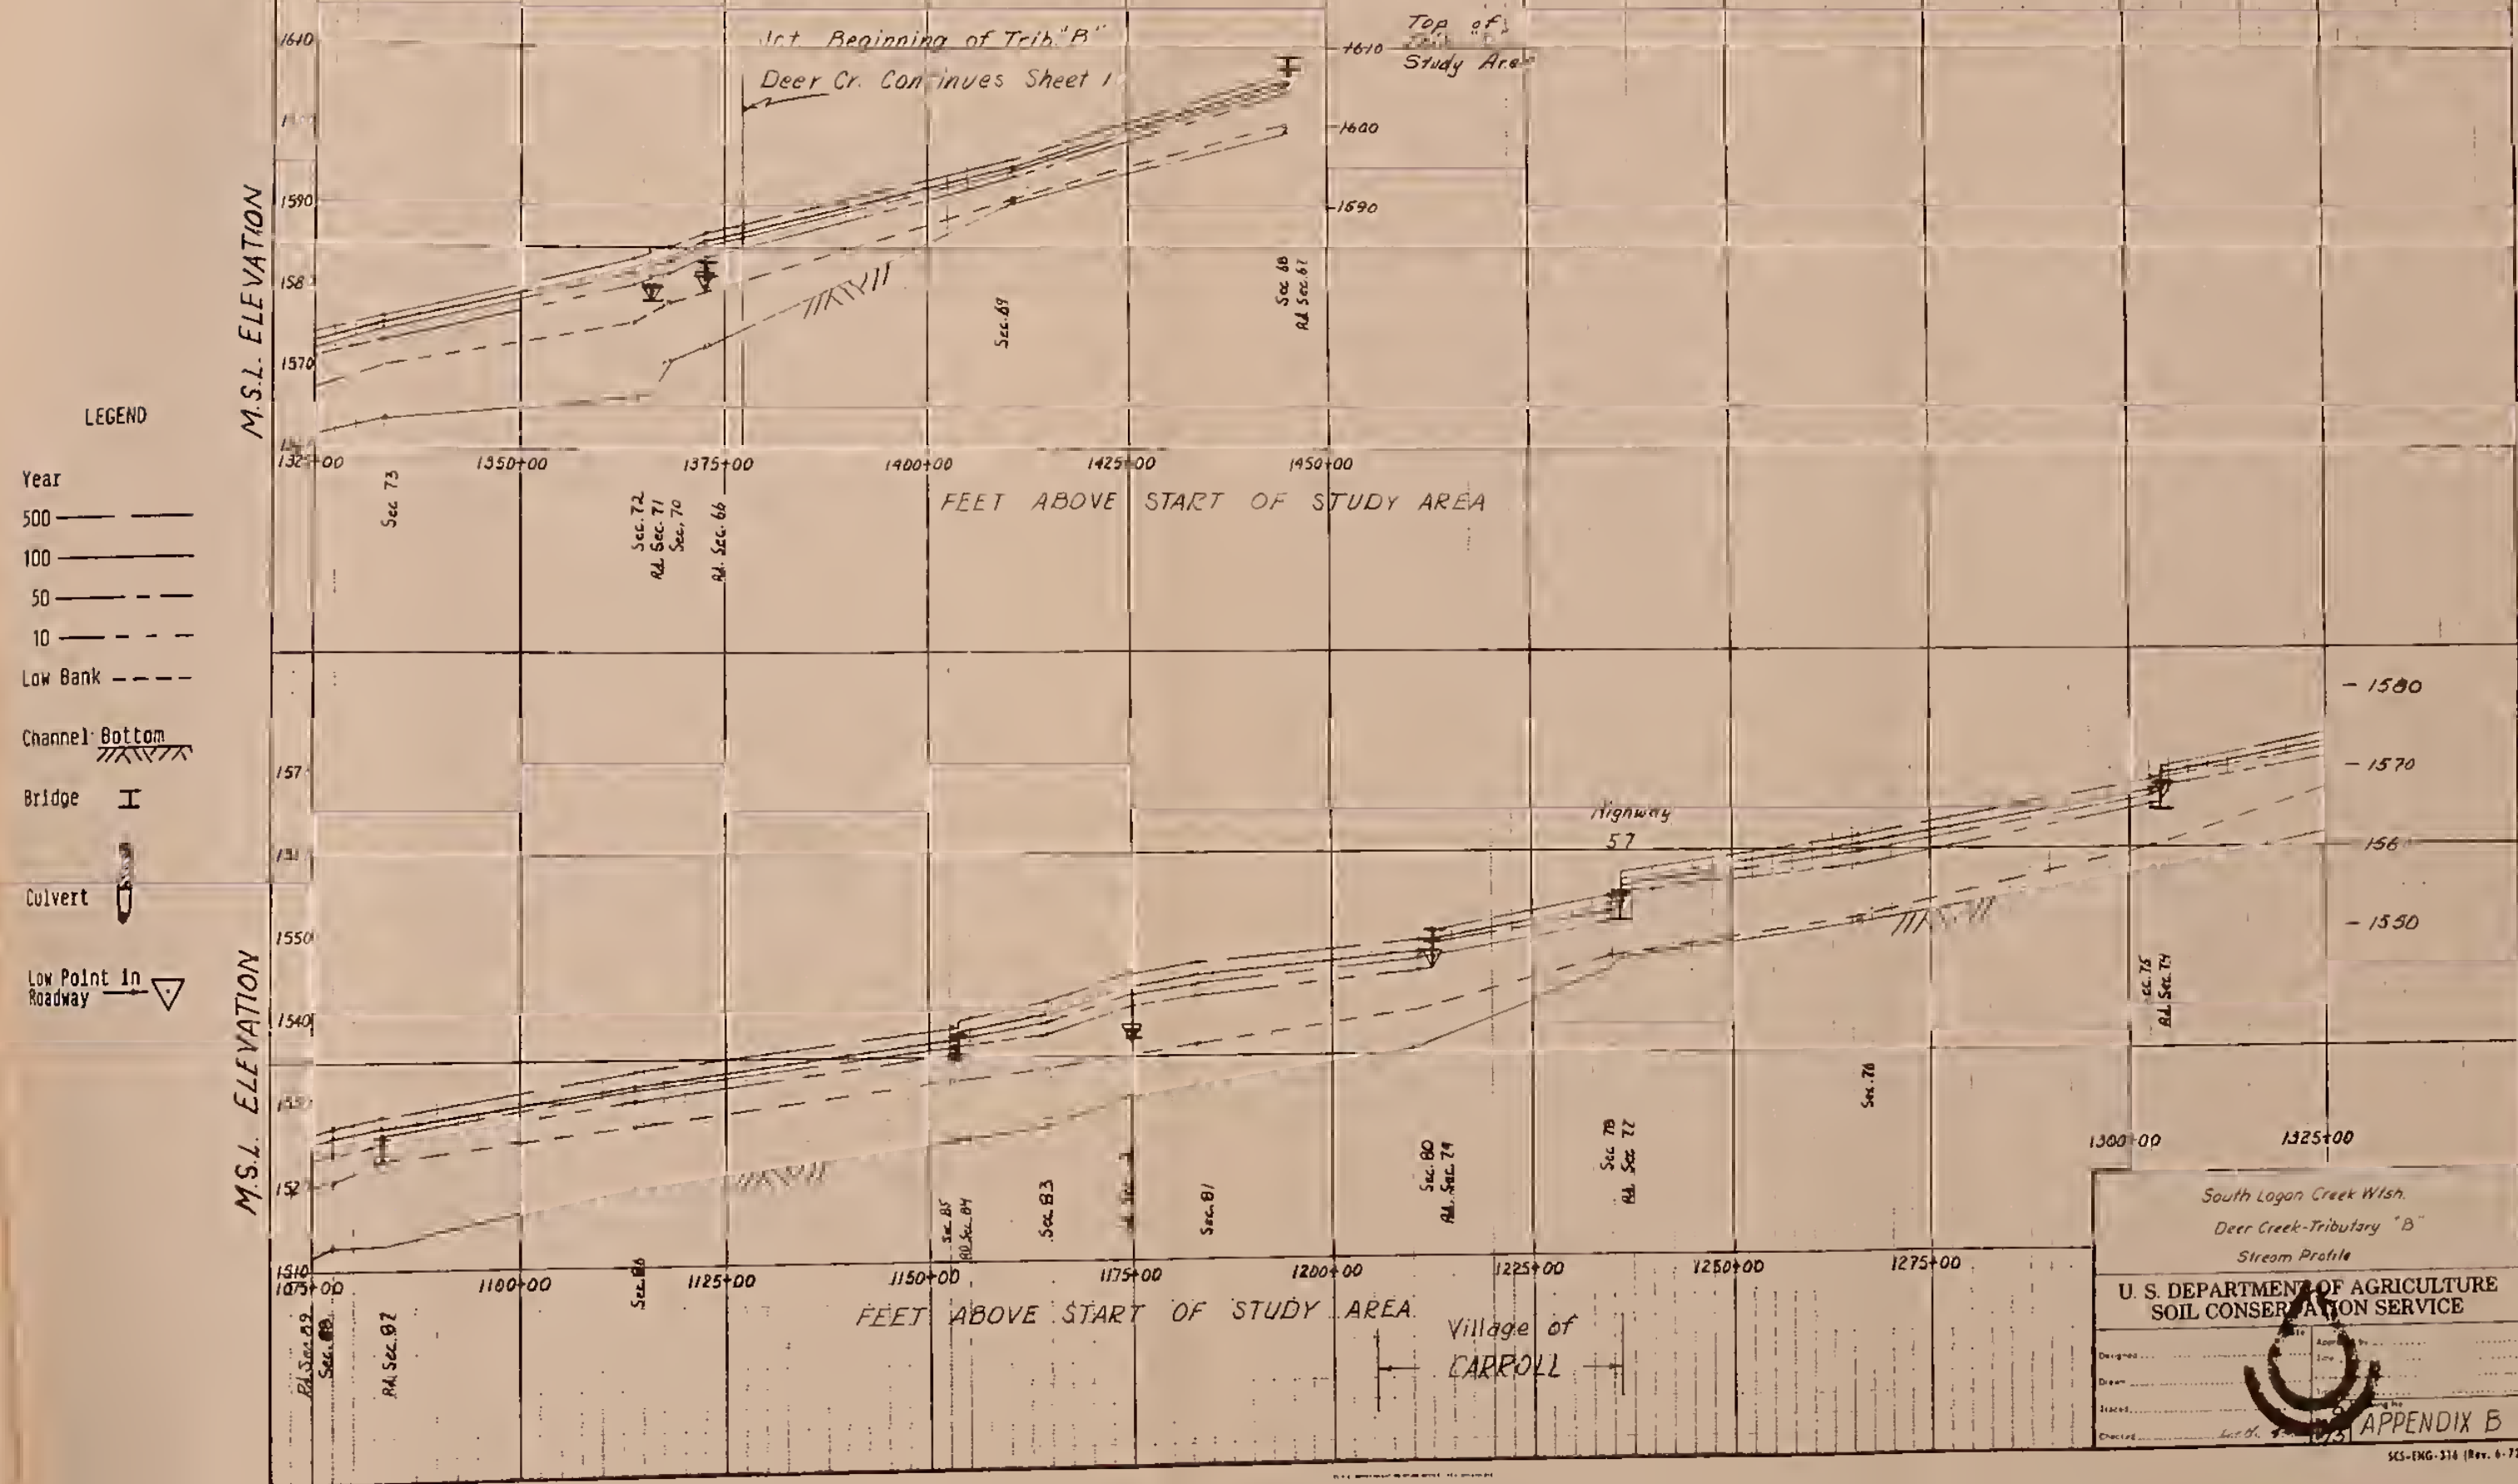 1610
Jct. Beginning of Trib. "B"
Deer Cr. Continues Sheet 1
Top of
Study Area
1610
1600
1590
1590
1570
M.S.L. ELEVATION
Sec. 69
Sec 68
Rd Sec. 67
1350+00
1375+00
1400+00
1425+00
1450+00
FEET ABOVE START OF STUDY AREA
Sec 73
Sec. 72
Rd. Sec. 71
Sec. 70
Rd. Sec. 66
LEGEND
Year
500
100
50
10
Low Bank
Channel Bottom
Bridge
Culvert
Low Point in
Roadway
M.S.L. ELEVATION
1550
1540
1510
1580
1570
1550
Highway
57
Sec. 85
Rd Sec. 84
Sec. 83
Sec. 81
Sec. 80
Rd. Sec. 79
Sec 78
Rd Sec 77
Sec. 76
Rd Sec. 74
1300+00
1325+00
1075+00
1100+00
1125+00
1150+00
1175+00
1200+00
1225+00
1250+00
1275+00
Rd. Sec. 89
Rd. Sec. 87
FEET ABOVE START OF STUDY AREA
Village of
CARROLL
South Logan Creek Wtsh.
Deer Creek-Tributary "B"
Stream Profile
U. S. DEPARTMENT OF AGRICULTURE
SOIL CONSERVATION SERVICE
Designed
Drawn
Traced
Checked
APPENDIX B